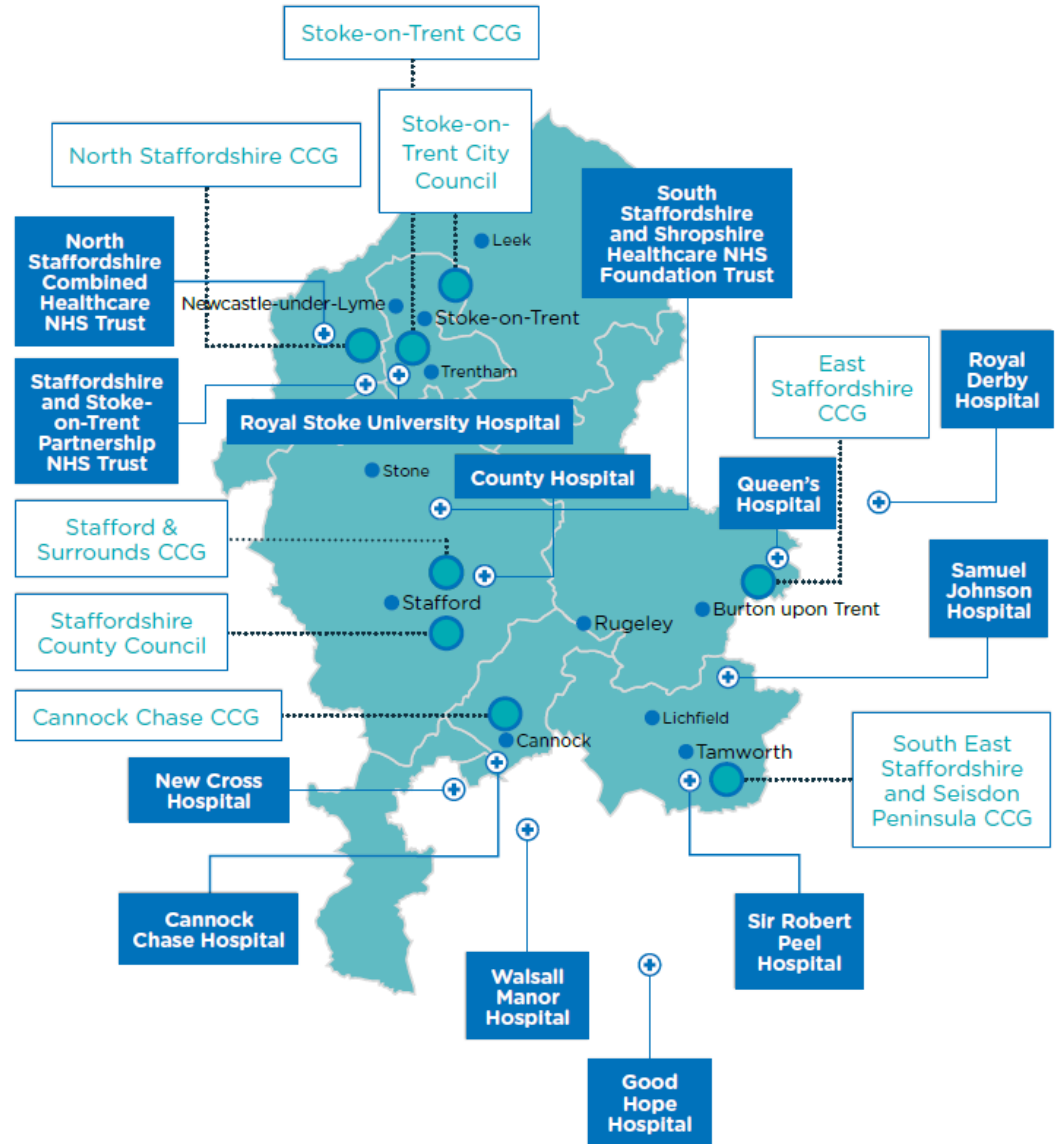 Stoke-on-Trent CCG
Stoke-on-
Trent City
Council
North Staffordshire CCG
South
Staffordshire
and Shropshire
Healthcare NHS
Foundation Trust
North
Staffordshire
Combined
Healthcare
NHS Trust
Leek
Newcastle-under-Lyme
Stoke-on-Trent
East
Staffordshire
CCG
Royal
Derby
Hospital
Staffordshire
and Stoke-
on-Trent
Partnership
NHS Trust
Trentham
Royal Stoke University Hospital
Stone
County Hospital
Queen's
Hospital
Stafford &
Surrounds CCG
Samuel
Johnson
Hospital
Stafford
Burton upon Trent
Rugeley
Staffordshire
County Council
Cannock Chase CCG
Lichfield
Cannock
Tamworth
South East
Staffordshire
and Seisdon
Peninsula CCG
New Cross
Hospital
Cannock
Chase Hospital
Sir Robert
Peel
Hospital
Walsall
Manor
Hospital
Good
Hope
Hospital